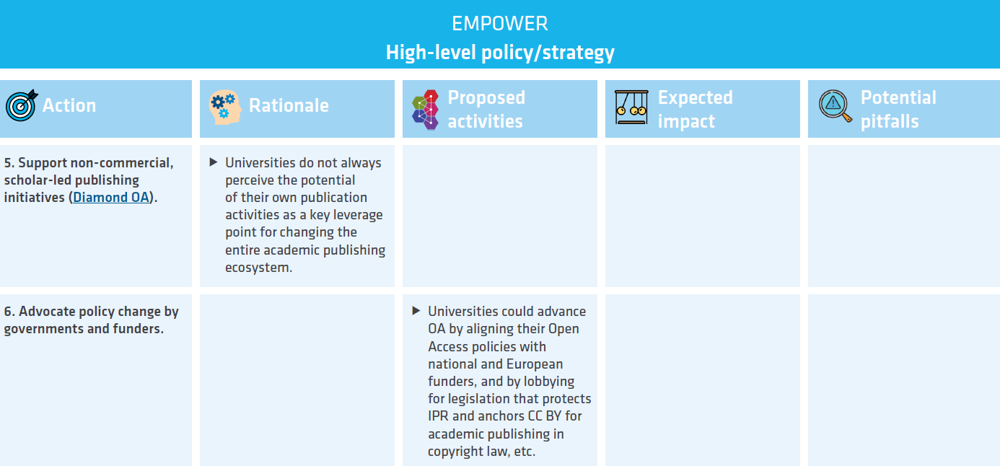 EMPOWER
High-level policy/strategy
Action
Rationale
Proposed
activities
Expected
impact
Potential
pitfalls
5. Support non-commercial,
scholar-led publishing
initiatives (Diamond OA).
▶ Universities do not always
perceive the potential
of their own publication
activities as a key leverage
point for changing the
entire academic publishing
ecosystem.
6. Advocate policy change by
governments and funders.
▶ Universities could advance
OA by aligning their Open
Access policies with
national and European
funders, and by lobbying
for legislation that protects
IPR and anchors CC BY for
academic publishing in
copyright law, etc.